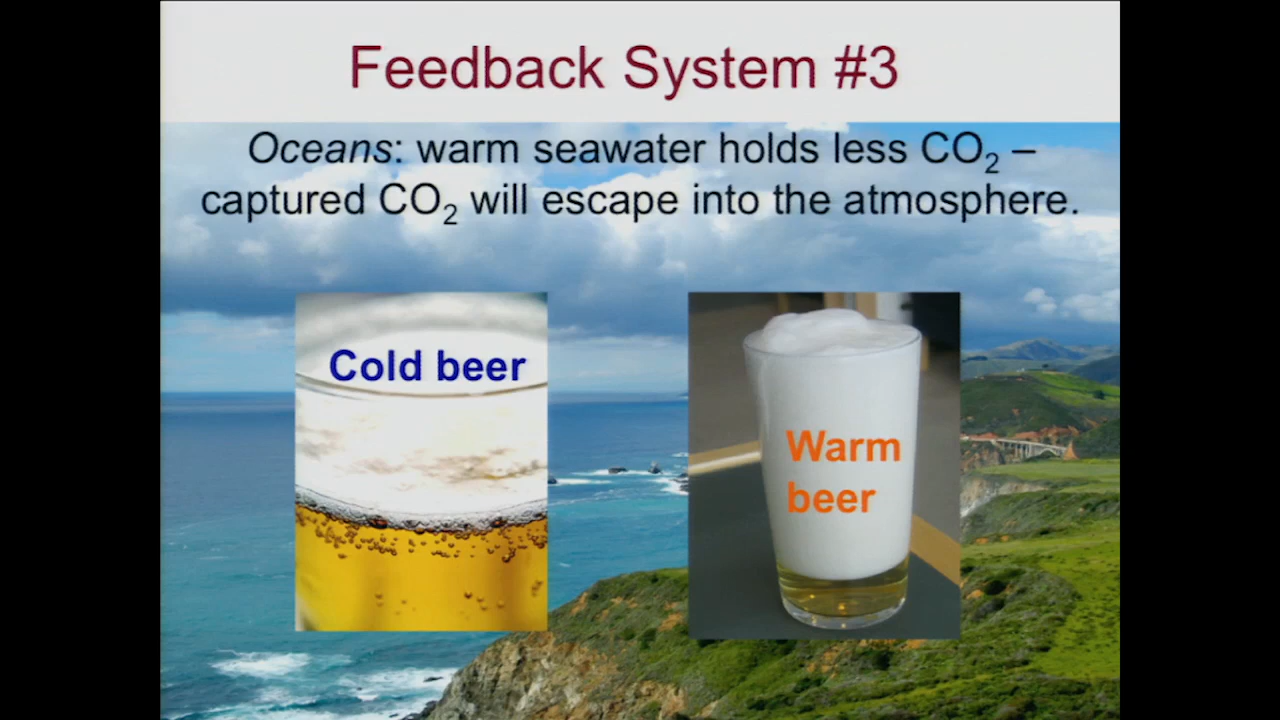 Feedback System #3
Oceans: warm seawater holds less CO₂ –
captured CO₂ will escape into the atmosphere.
Cold beer
Warm
beer